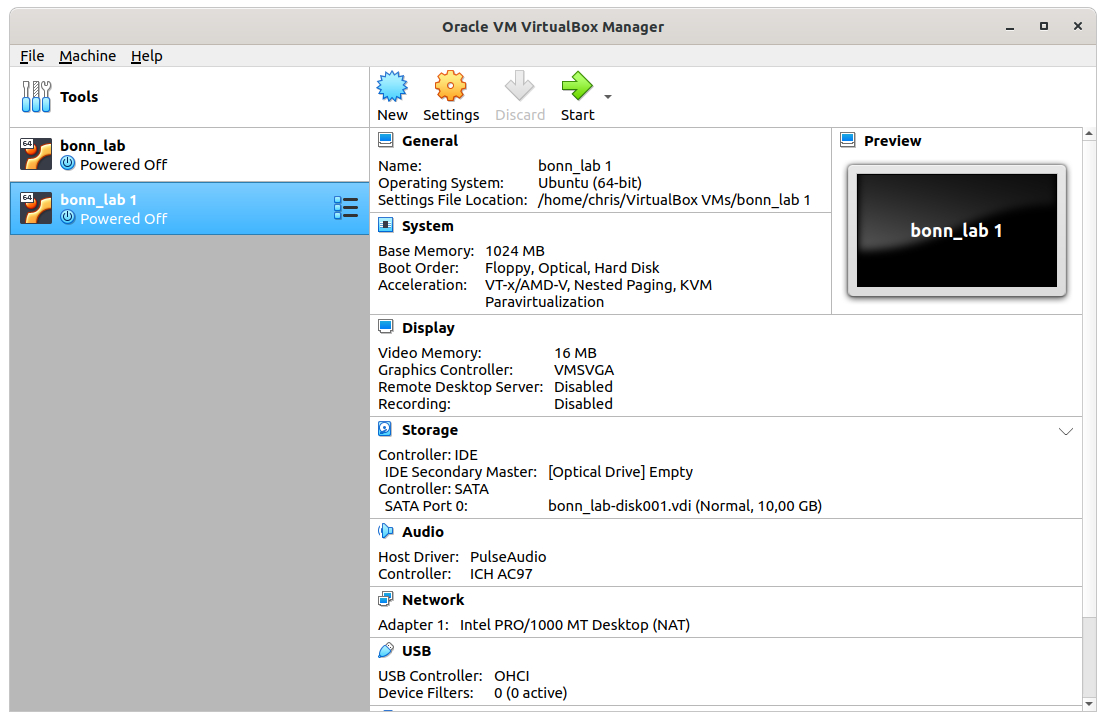 Oracle VM VirtualBox Manager
File Machine Help
Tools
New Settings Discard Start
64
bonn_lab
Powered Off
64
bonn_lab 1
Powered Off
General
Name: bonn_lab 1
Operating System: Ubuntu (64-bit)
Settings File Location: /home/chris/VirtualBox VMs/bonn_lab 1
Preview
bonn_lab 1
System
Base Memory: 1024 MB
Boot Order: Floppy, Optical, Hard Disk
Acceleration: VT-x/AMD-V, Nested Paging, KVM
Paravirtualization
Display
Video Memory: 16 MB
Graphics Controller: VMSVGA
Remote Desktop Server: Disabled
Recording: Disabled
Storage
Controller: IDE
IDE Secondary Master: [Optical Drive] Empty
Controller: SATA
SATA Port 0: bonn_lab-disk001.vdi (Normal, 10,00 GB)
Audio
Host Driver: PulseAudio
Controller: ICH AC97
Network
Adapter 1: Intel PRO/1000 MT Desktop (NAT)
USB
USB Controller: OHCI
Device Filters: 0 (0 active)